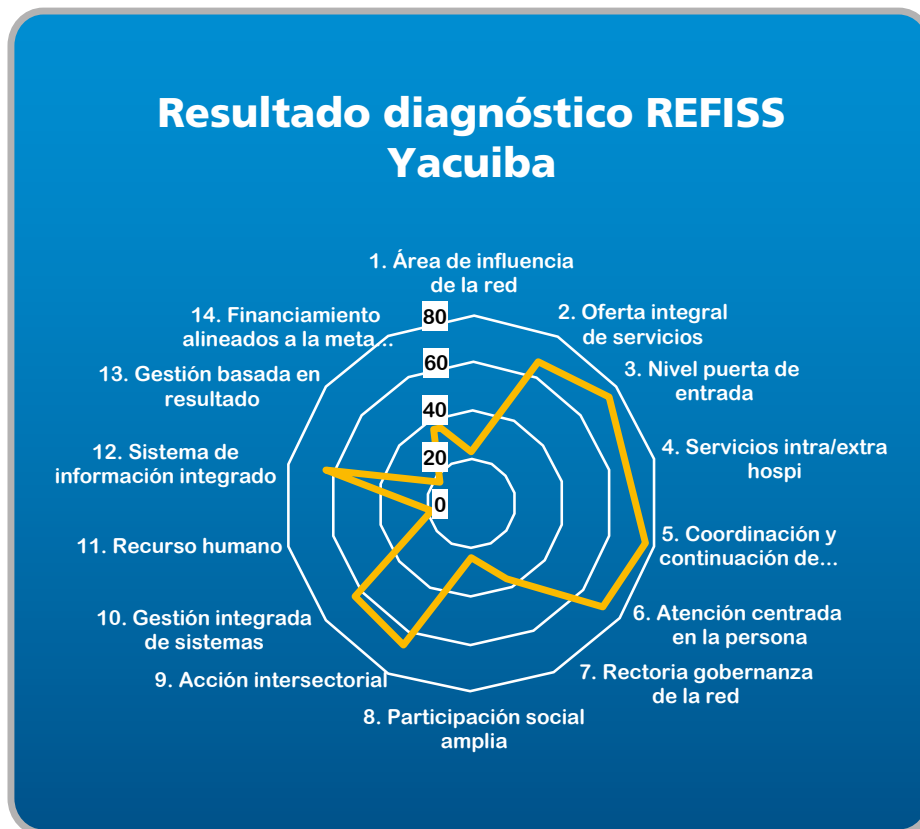 Resultado diagnóstico REFISS
Yacuiba
1. Área de influencia
de la red
2. Oferta integral
de servicios
3. Nivel puerta de
entrada
4. Servicios intra/extra
hospi
5. Coordinación y
continuación de...
6. Atención centrada
en la persona
7. Rectoria gobernanza
de la red
8. Participación social
amplia
9. Acción intersectorial
10. Gestión integrada
de sistemas
11. Recurso humano
12. Sistema de
información integrado
13. Gestión basada en
resultado
14. Financiamiento
alineados a la meta...
80
60
40
20
0